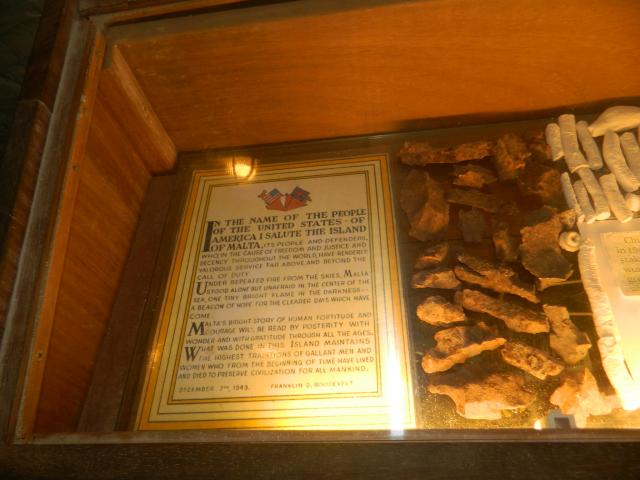 IN THE NAME OF THE PEOPLE
OF THE UNITED STATES OF
AMERICA I SALUTE THE ISLAND
OF MALTA, ITS PEOPLE AND DEFENDERS,
WHO, IN THE CAUSE OF FREEDOM AND JUSTICE AND
DECENCY THROUGHOUT THE WORLD, HAVE RENDERED
VALOROUS SERVICE FAR ABOVE AND BEYOND THE
CALL OF DUTY.
UNDER REPEATED FIRE FROM THE SKIES, MALTA
STOOD ALONE BUT UNAFRAID IN THE CENTER OF THE
SEA, ONE TINY BRIGHT FLAME IN THE DARKNESS—
A BEACON OF HOPE FOR THE CLEARER DAYS WHICH HAVE
COME.
MALTA'S BRIGHT STORY OF HUMAN FORTITUDE AND
COURAGE WILL BE READ BY POSTERITY WITH
WONDER AND WITH GRATITUDE THROUGH ALL THE AGES.
WHAT WAS DONE IN THIS ISLAND MAINTAINS
THE HIGHEST TRADITIONS OF GALLANT MEN AND
WOMEN WHO FROM THE BEGINNING OF TIME HAVE LIVED
AND DIED TO PRESERVE CIVILIZATION FOR ALL MANKIND.
DECEMBER 7TH, 1943. FRANKLIN D. ROOSEVELT